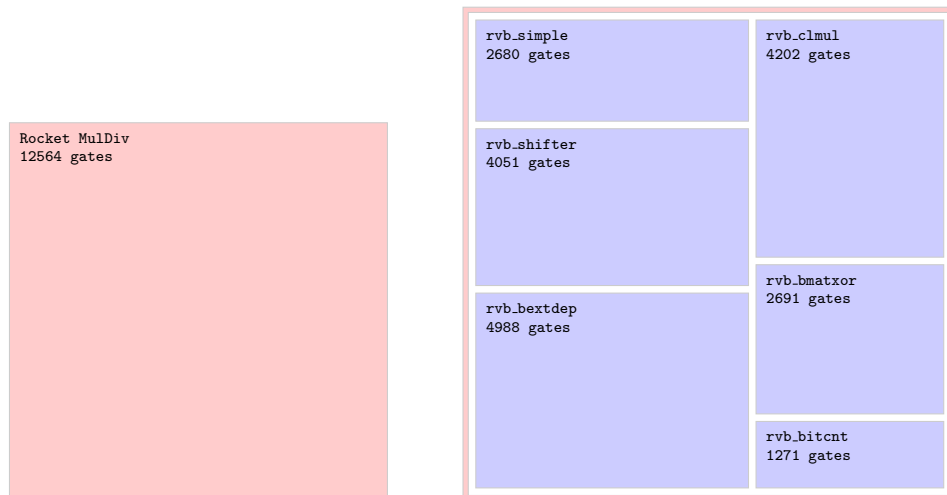 Rocket MulDiv
12564 gates
rvb_simple
2680 gates
rvb_shifter
4051 gates
rvb_bextdep
4988 gates
rvb_clmul
4202 gates
rvb_bmatxor
2691 gates
rvb_bitcnt
1271 gates